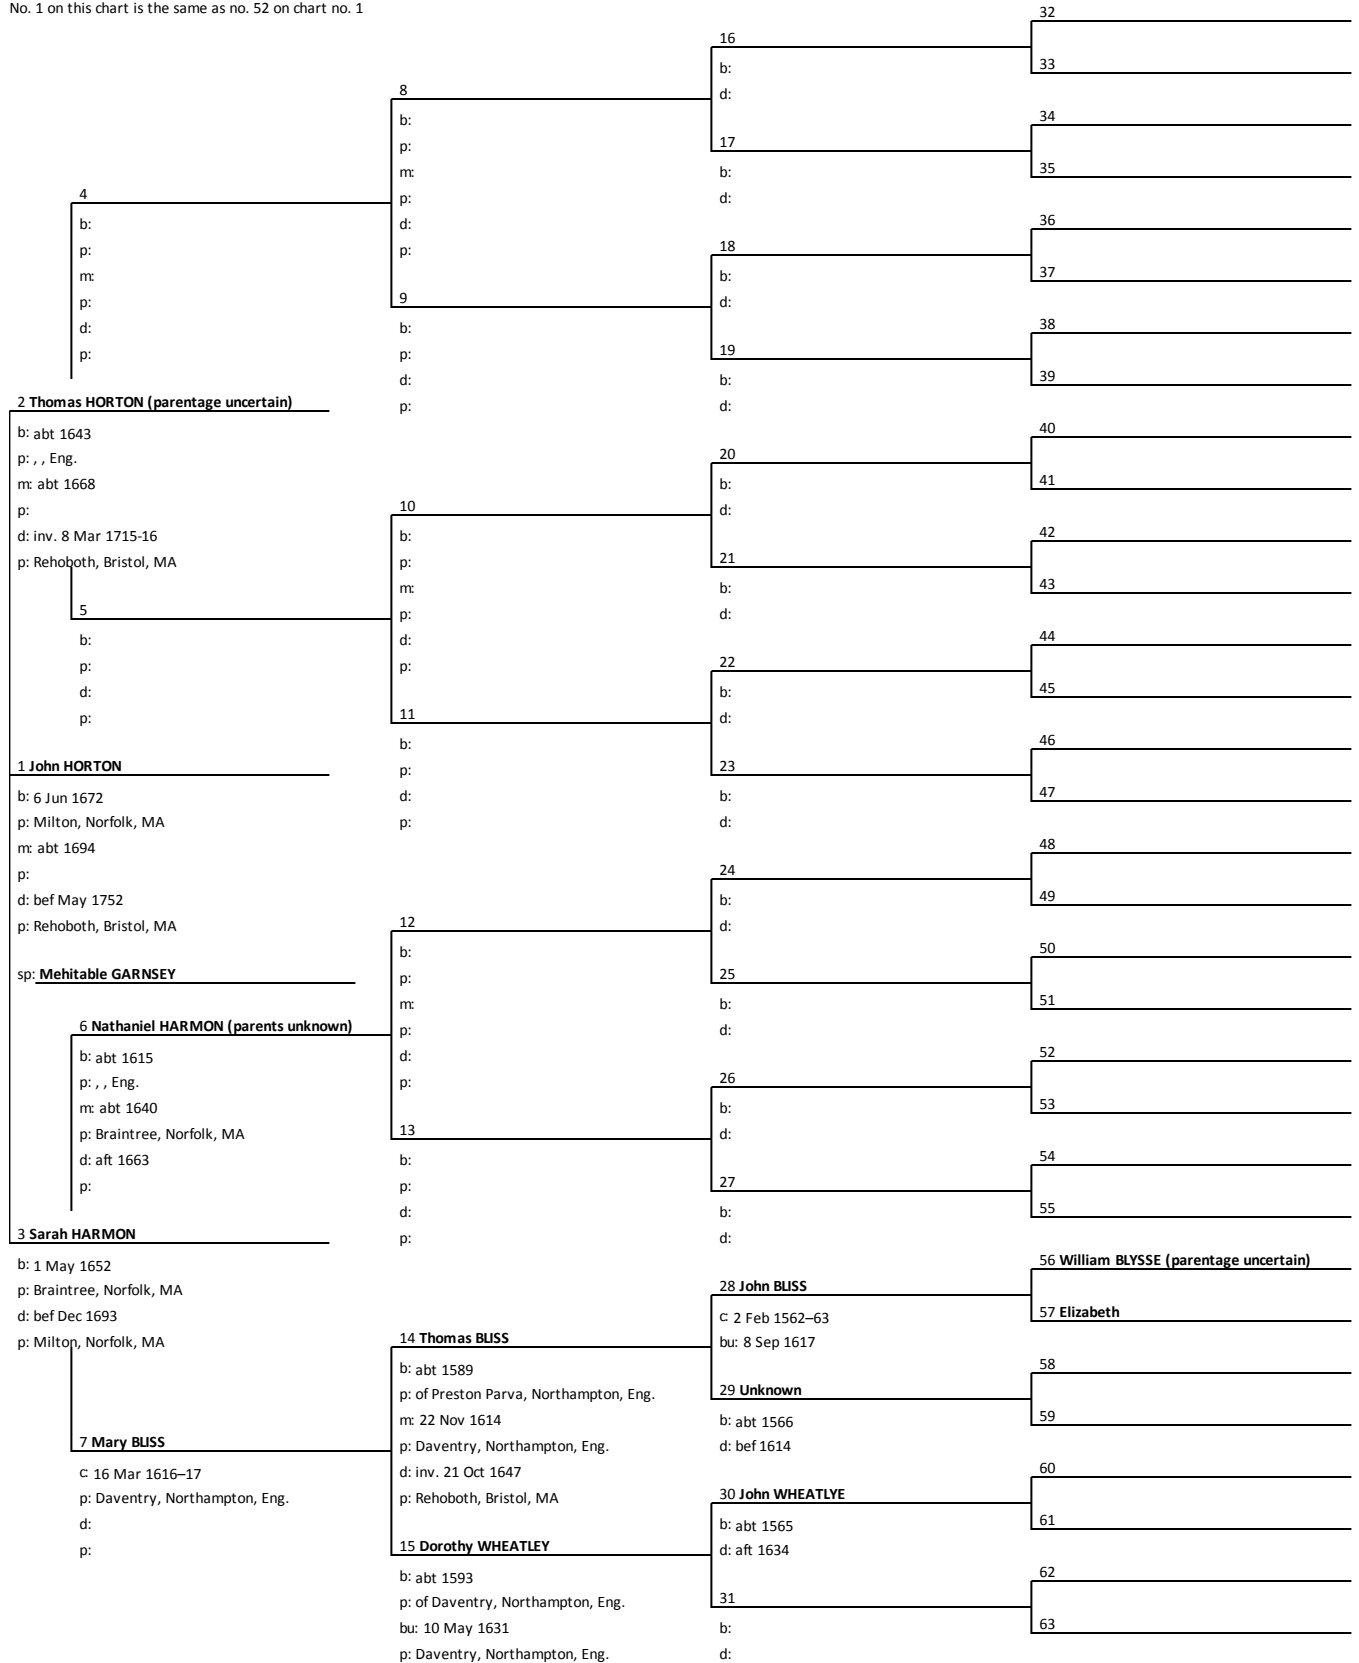 No. 1 on this chart is the same as no. 52 on chart no. 1
1 John HORTON
b: 6 Jun 1672
p: Milton, Norfolk, MA
m: abt 1694
p:
d: bef May 1752
p: Rehoboth, Bristol, MA
sp: Mehitable GARNSEY
2 Thomas HORTON (parentage uncertain)
b: abt 1643
p: , , Eng.
m: abt 1668
p:
d: inv. 8 Mar 1715-16
p: Rehoboth, Bristol, MA
3 Sarah HARMON
b: 1 May 1652
p: Braintree, Norfolk, MA
d: bef Dec 1693
p: Milton, Norfolk, MA
4
b:
p:
m:
p:
d:
p:
5
b:
p:
d:
p:
6 Nathaniel HARMON (parents unknown)
b: abt 1615
p: , , Eng.
m: abt 1640
p: Braintree, Norfolk, MA
d: aft 1663
p:
7 Mary BLISS
c: 16 Mar 1616–17
p: Daventry, Northampton, Eng.
d:
p:
8
b:
p:
m:
p:
d:
p:
9
b:
p:
d:
p:
10
b:
p:
m:
p:
d:
p:
11
b:
p:
d:
p:
12
b:
p:
m:
p:
d:
p:
13
b:
p:
d:
p:
14 Thomas BLISS
b: abt 1589
p: of Preston Parva, Northampton, Eng.
m: 22 Nov 1614
p: Daventry, Northampton, Eng.
d: inv. 21 Oct 1647
p: Rehoboth, Bristol, MA
15 Dorothy WHEATLEY
b: abt 1593
p: of Daventry, Northampton, Eng.
bu: 10 May 1631
p: Daventry, Northampton, Eng.
16
b:
d:
17
b:
d:
18
b:
d:
19
b:
d:
20
b:
d:
21
b:
d:
22
b:
d:
23
b:
d:
24
b:
d:
25
b:
d:
26
b:
d:
27
b:
d:
28 John BLISS
c: 2 Feb 1562–63
bu: 8 Sep 1617
29 Unknown
b: abt 1566
d: bef 1614
30 John WHEATLYE
b: abt 1565
d: aft 1634
31
b:
d:
32
33
34
35
36
37
38
39
40
41
42
43
44
45
46
47
48
49
50
51
52
53
54
55
56 William BLYSSE (parentage uncertain)
57 Elizabeth
58
59
60
61
62
63